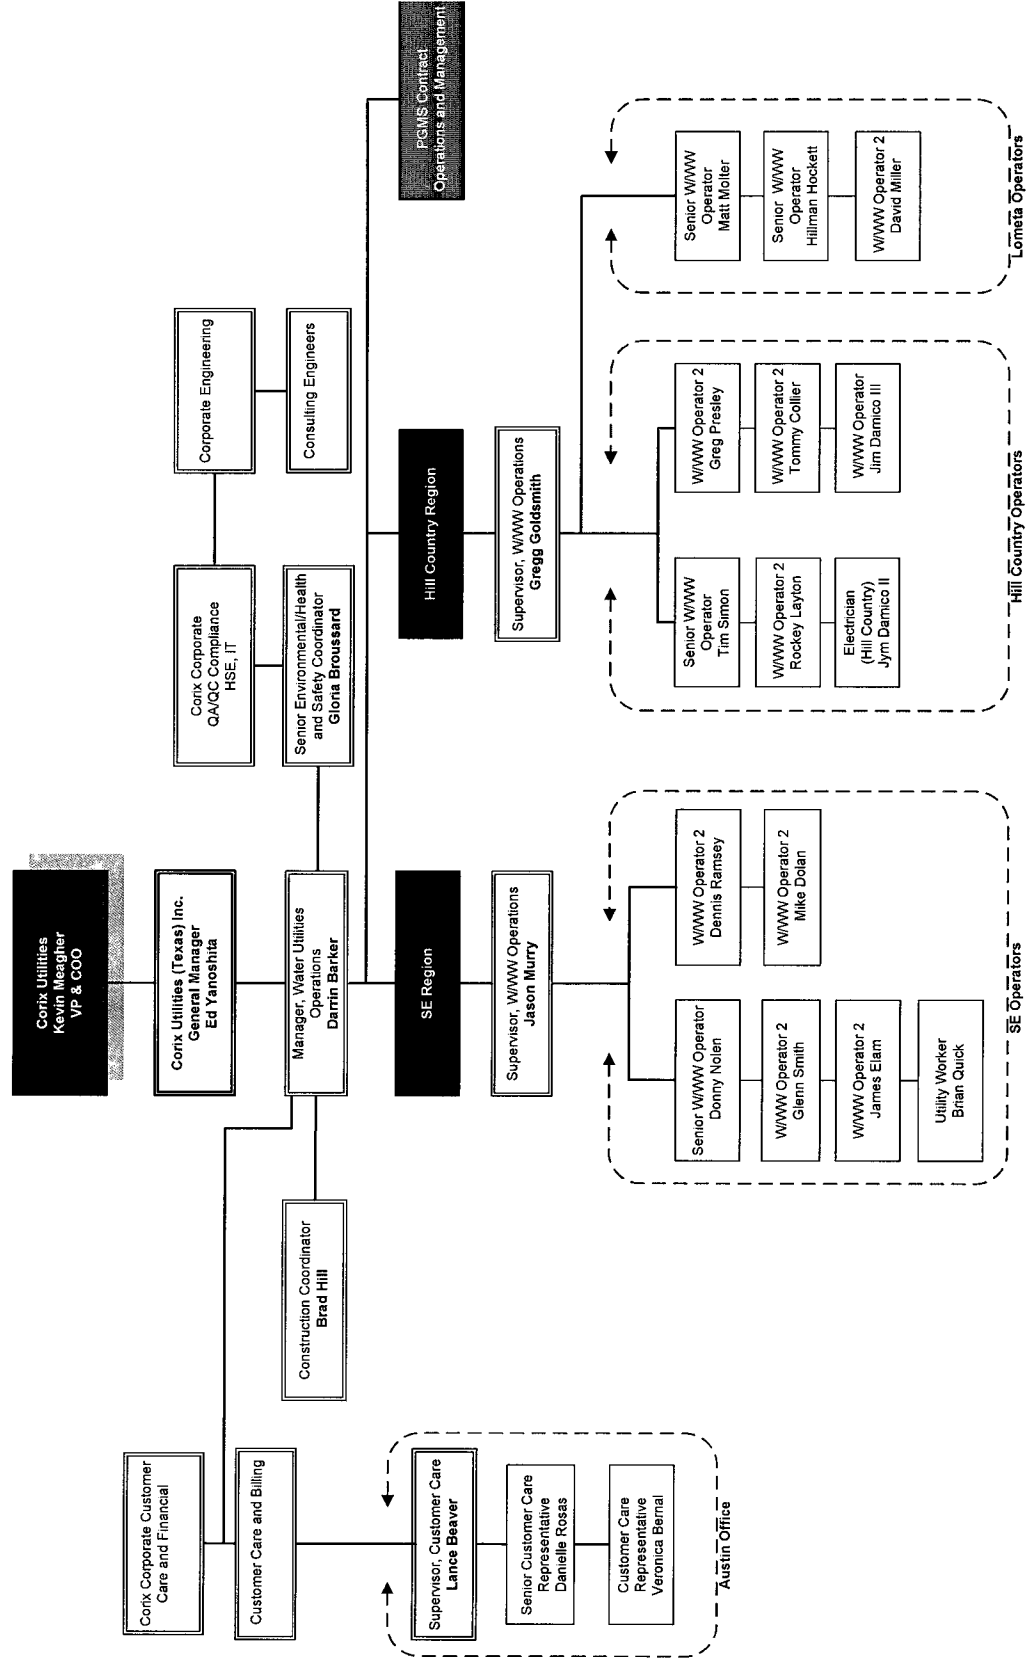 Corix Utilities
Kevin Meagher
VP & COO
Corix Utilities (Texas) Inc.
General Manager
Ed Yanoshita
Corix Corporate Customer
Care and Financial
Customer Care and Billing
Corix Corporate
QA/QC Compliance
HSE, IT
Corporate Engineering
Consulting Engineers
Construction Coordinator
Brad Hill
Manager, Water Utilities
Operations
Darrin Barker
Senior Environmental/Health
and Safety Coordinator
Gloria Broussard
SE Region
Hill Country Region
PGMS Contract
Operations and Management
Supervisor, Customer Care
Lance Beaver
Senior Customer Care
Representative
Danielle Rosas
Customer Care
Representative
Veronica Bernal
Austin Office
Supervisor, W/WW Operations
Jason Murry
Senior W/WW Operator
Donny Nolen
W/WW Operator 2
Glenn Smith
W/WW Operator 2
James Elam
Utility Worker
Brian Quick
W/WW Operator 2
Dennis Ramsey
W/WW Operator 2
Mike Dolan
SE Operators
Supervisor, W/WW Operations
Gregg Goldsmith
Senior W/WW
Operator
Tim Simon
W/WW Operator 2
Rockey Layton
Electrician
(Hill Country)
Jym Damico II
W/WW Operator 2
Greg Presley
W/WW Operator 2
Tommy Collier
W/WW Operator
Jim Damico III
Hill Country Operators
Senior W/WW
Operator
Matt Molter
Senior W/WW
Operator
Hillman Hockett
W/WW Operator 2
David Miller
Lometa Operators